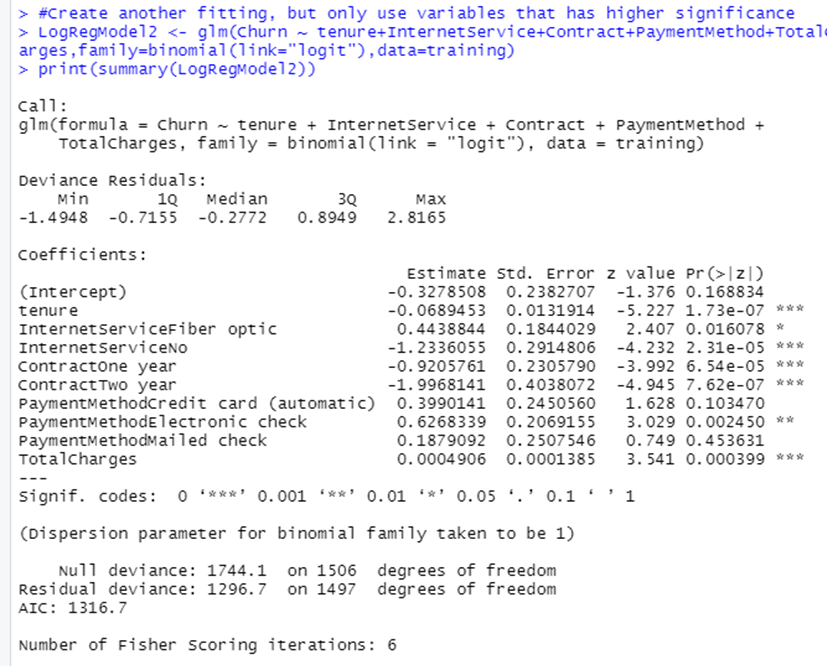 > #Create another fitting, but only use variables that has higher significance
> LogRegModel2 <- glm(Churn ~ tenure+InternetService+Contract+PaymentMethod+TotalC
arges,family=binomial(link="logit"),data=training)
> print(summary(LogRegModel2))
Call:
glm(formula = Churn ~ tenure + InternetService + Contract + PaymentMethod +
    TotalCharges, family = binomial(link = "logit"), data = training)
Deviance Residuals:
    Min      1Q  Median      3Q     Max
-1.4948 -0.7155 -0.2772  0.8949  2.8165
Coefficients:
                                       Estimate Std. Error z value Pr(>|z|)
(Intercept)                          -0.3278508  0.2382707  -1.376 0.168834
tenure                               -0.0689453  0.0131914  -5.227 1.73e-07 ***
InternetServiceFiber optic            0.4438844  0.1844029   2.407 0.016078 *
InternetServiceNo                    -1.2336055  0.2914806  -4.232 2.31e-05 ***
ContractOne year                     -0.9205761  0.2305790  -3.992 6.54e-05 ***
ContractTwo year                     -1.9968141  0.4038072  -4.945 7.62e-07 ***
PaymentMethodCredit card (automatic)  0.3990141  0.2450560   1.628 0.103470
PaymentMethodElectronic check         0.6268339  0.2069155   3.029 0.002450 **
PaymentMethodMailed check             0.1879092  0.2507546   0.749 0.453631
TotalCharges                          0.0004906  0.0001385   3.541 0.000399 ***
---
Signif. codes:  0 ‘***’ 0.001 ‘**’ 0.01 ‘*’ 0.05 ‘.’ 0.1 ‘ ’ 1
(Dispersion parameter for binomial family taken to be 1)
    Null deviance: 1744.1  on 1506  degrees of freedom
Residual deviance: 1296.7  on 1497  degrees of freedom
AIC: 1316.7
Number of Fisher Scoring iterations: 6